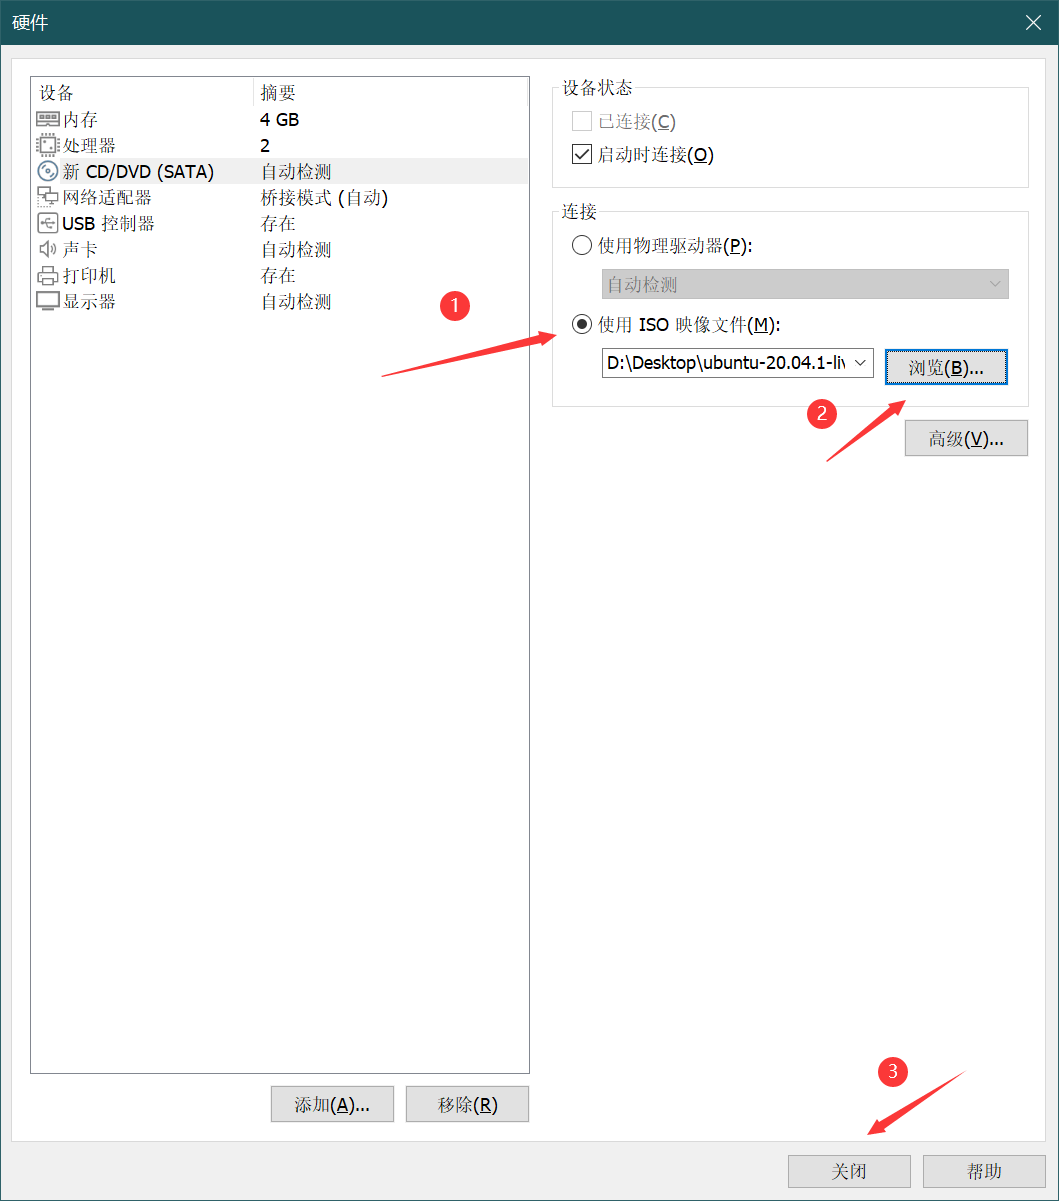 硬件
设备 摘要
内存 4 GB
处理器 2
新 CD/DVD (SATA) 自动检测
网络适配器 桥接模式 (自动)
USB 控制器 存在
声卡 自动检测
打印机 存在
显示器 自动检测
添加(A)... 移除(R)
设备状态
已连接(C)
启动时连接(O)
连接
使用物理驱动器(P):
自动检测
1
使用 ISO 映像文件(M):
D:\Desktop\ubuntu-20.04.1-liv 浏览(B)...
2
高级(V)...
3
关闭 帮助